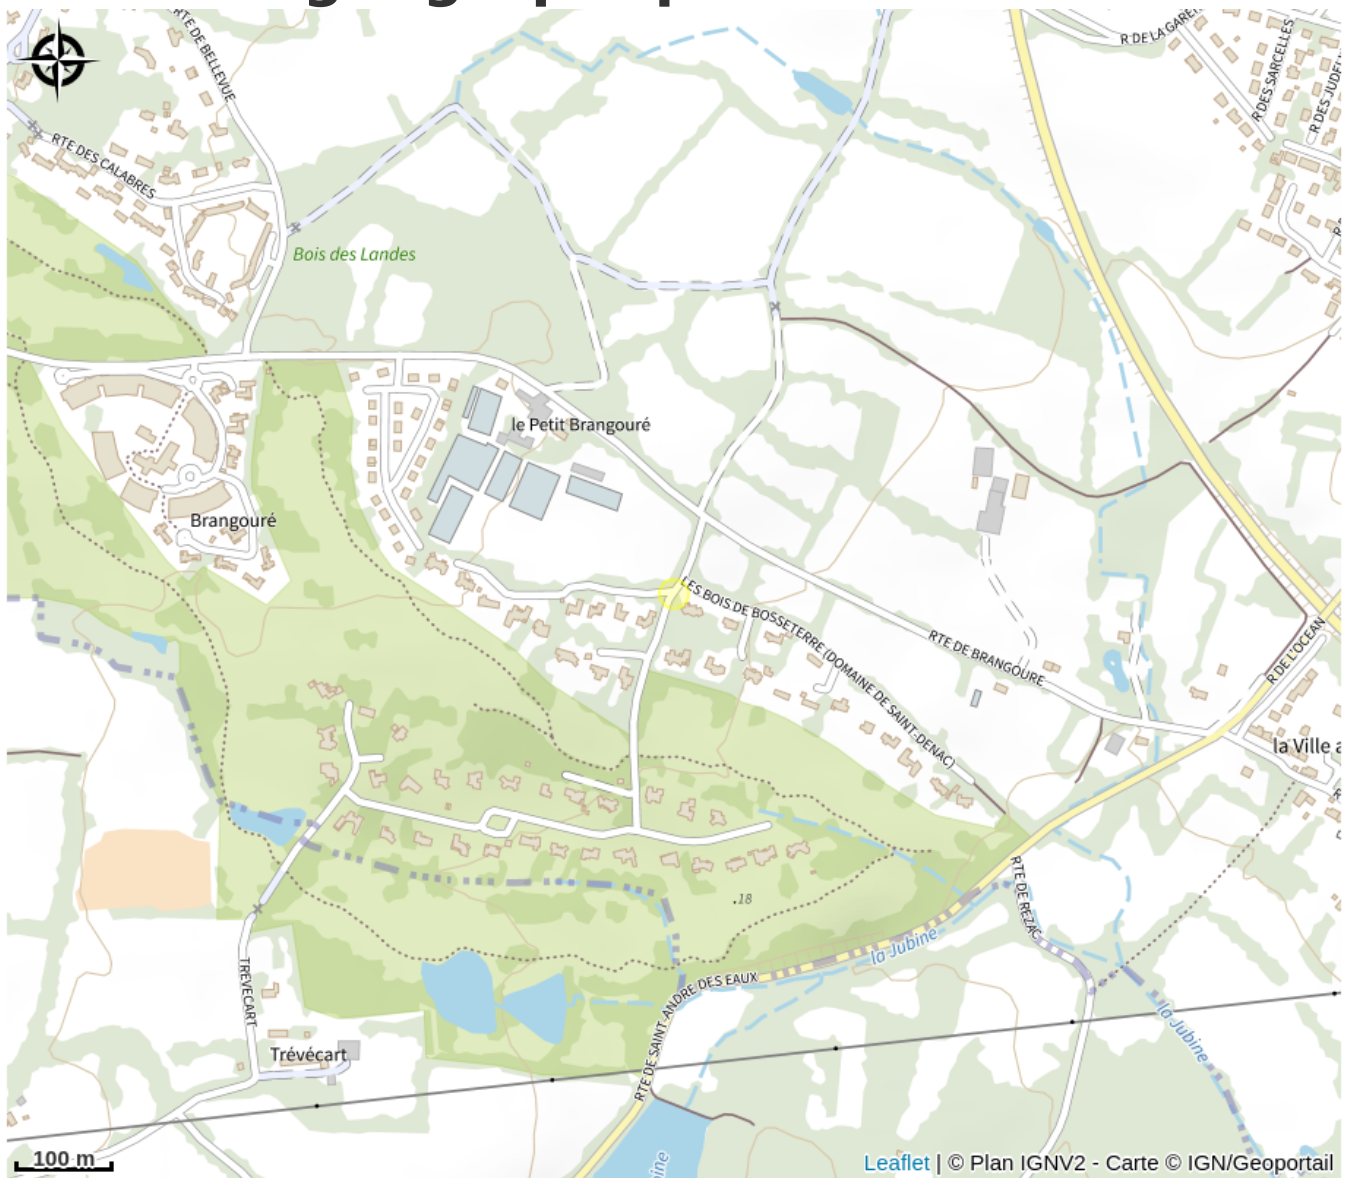 RTE DE BELLEVUE
R DE LA GARE
R DES SARCELLES
RTE DES CALABRES
Bois des Landes
le Petit Brangouré
Brangouré
LES BOIS DE BOSSETERRE (DOMAINE DE SAINT-DENAC)
RTE DE BRANGOURE
R DE L'OCEAN
la Ville a
RTE DE REZAC
.18
la Jubine
RTE DE SAINT-ANDRE DES EAUX
TREVECART
la Jubine
Trévécart
ine
100 m
Leaflet | © Plan IGNV2 - Carte © IGN/Geoportail